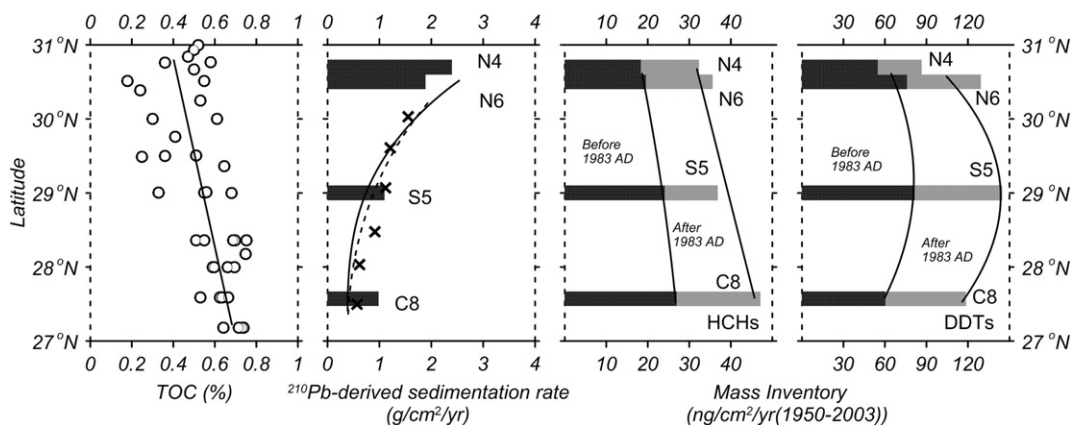 0 0.2 0.4 0.6 0.8 1 0 1 2 3 4 0 10 20 30 40 30 60 90 120
31°N 31°N
N4 N4 N4
N6 N6 N6
30°N 30°N
Before
1983 AD
Before
1983 AD
S5 S5 S5
29°N 29°N
Latitude
After
1983 AD
After
1983 AD
28°N 28°N
C8 C8 C8
HCHs DDTs
27°N 27°N
0 0.2 0.4 0.6 0.8 1 0 1 2 3 4 10 20 30 40 30 60 90 120
TOC (%) ²¹⁰Pb-derived sedimentation rate Mass Inventory
(g/cm²/yr) (ng/cm²/yr(1950-2003))